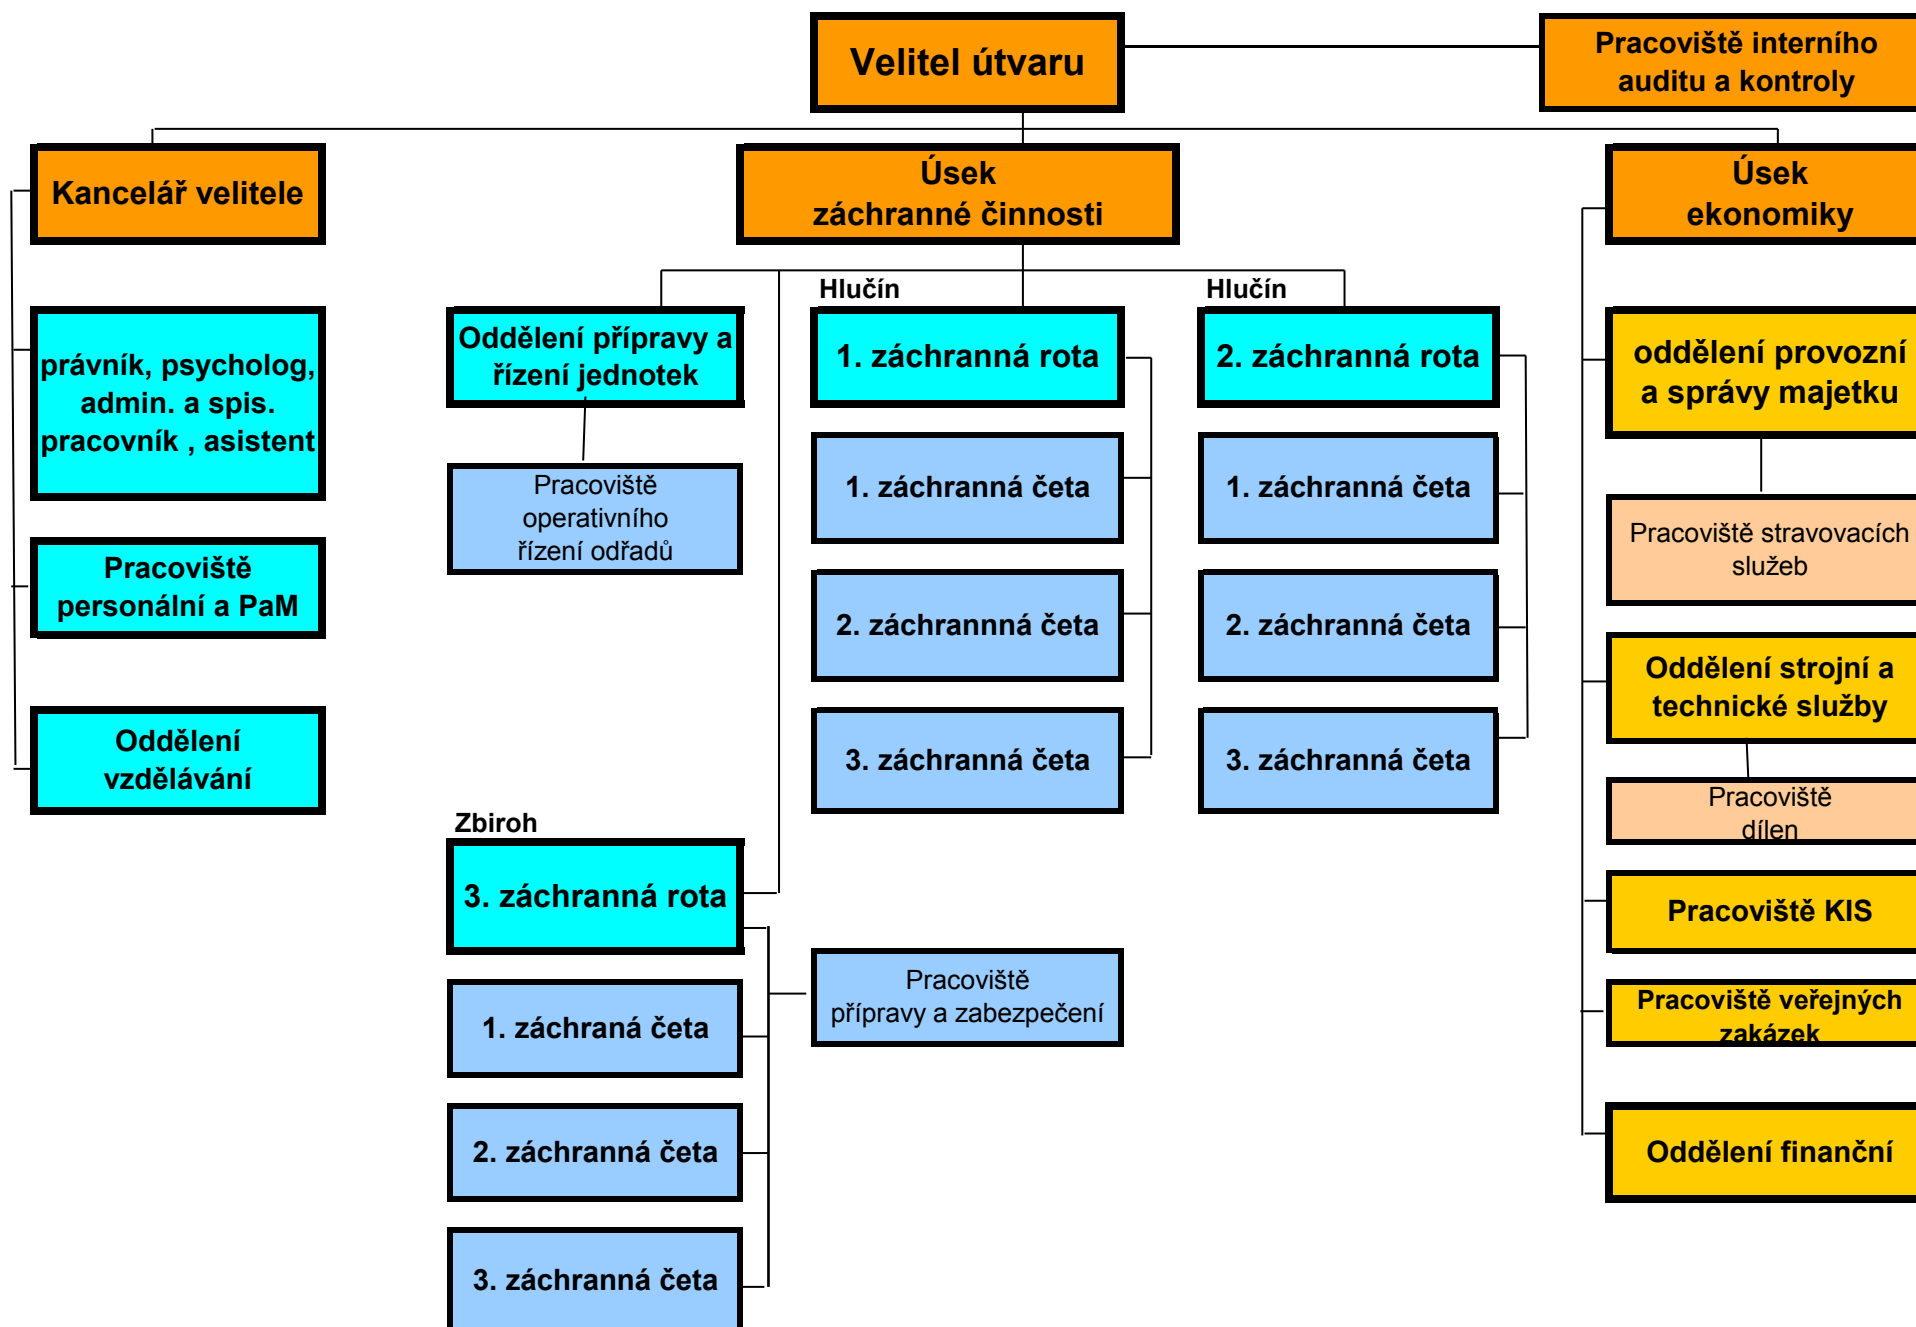 Velitel útvaru
Pracoviště interního
auditu a kontroly
Kancelář velitele
Úsek
záchranné činnosti
Úsek
ekonomiky
právník, psycholog,
admin. a spis.
pracovník , asistent
Pracoviště
personální a PaM
Oddělení
vzdělávání
Oddělení přípravy a
řízení jednotek
Pracoviště
operativního
řízení odřadů
Hlučín
1. záchranná rota
1. záchranná četa
2. záchrannná četa
3. záchranná četa
Hlučín
2. záchranná rota
1. záchranná četa
2. záchranná četa
3. záchranná četa
Zbiroh
3. záchranná rota
1. záchraná četa
2. záchranná četa
3. záchranná četa
Pracoviště
přípravy a zabezpečení
oddělení provozní
a správy majetku
Pracoviště stravovacích
služeb
Oddělení strojní a
technické služby
Pracoviště
dílen
Pracoviště KIS
Pracoviště veřejných
zakázek
Oddělení finanční